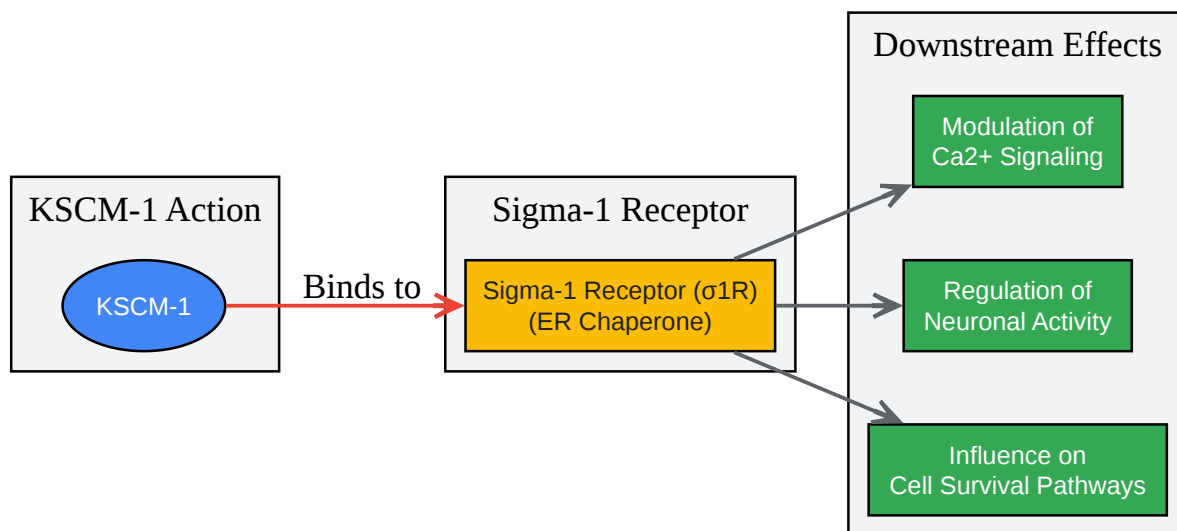 KSCM-1 Action
KSCM-1
Binds to
Sigma-1 Receptor
Sigma-1 Receptor (σ1R)
(ER Chaperone)
Downstream Effects
Modulation of
Ca2+ Signaling
Regulation of
Neuronal Activity
Influence on
Cell Survival Pathways